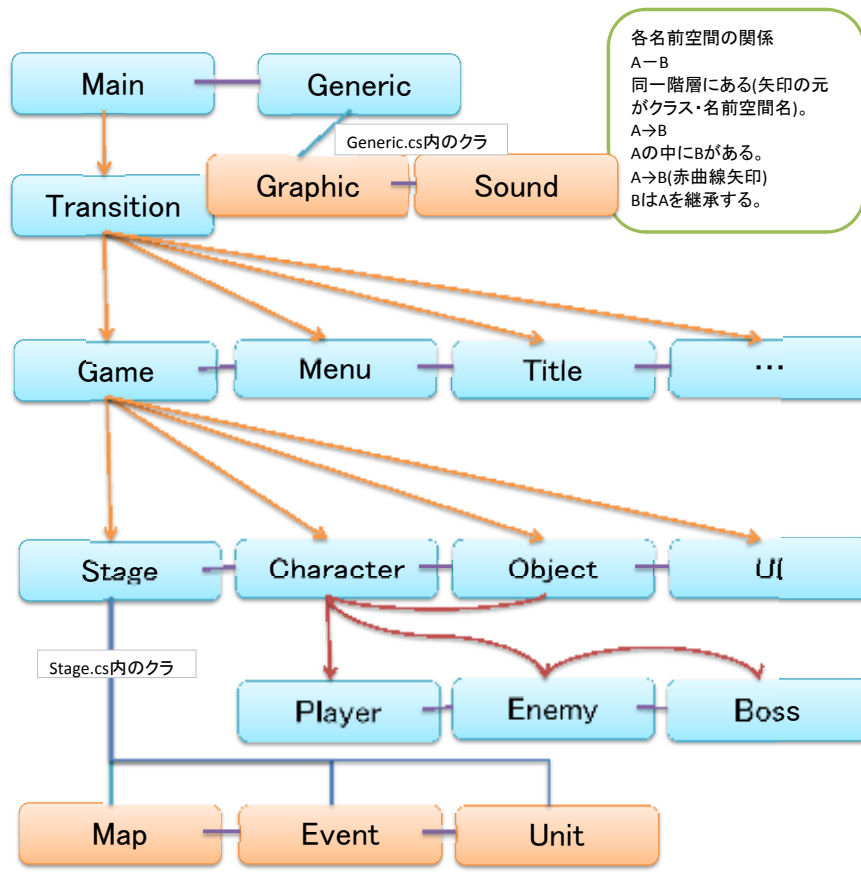 各名前空間の関係
A－B
同一階層にある(矢印の元
がクラス・名前空間名)。
A→B
Aの中にBがある。
A→B(赤曲線矢印)
BはAを継承する。
Main
Generic
Generic.cs内のクラ
Graphic
Sound
Transition
Game
Menu
Title
…
Stage
Character
Object
UI
Stage.cs内のクラ
Player
Enemy
Boss
Map
Event
Unit